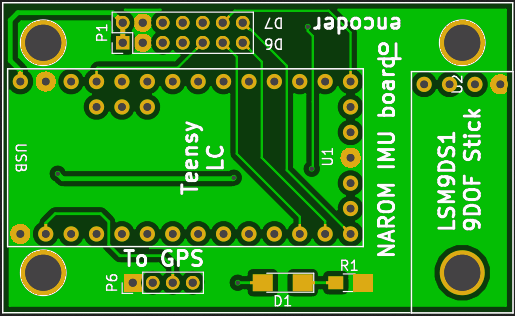 P1
D7
D6
encoder
To
U2
USB
Teensy
LC
U1
NAROM IMU board
LSM9DS1
9DOF Stick
To GPS
P6
D1
R1